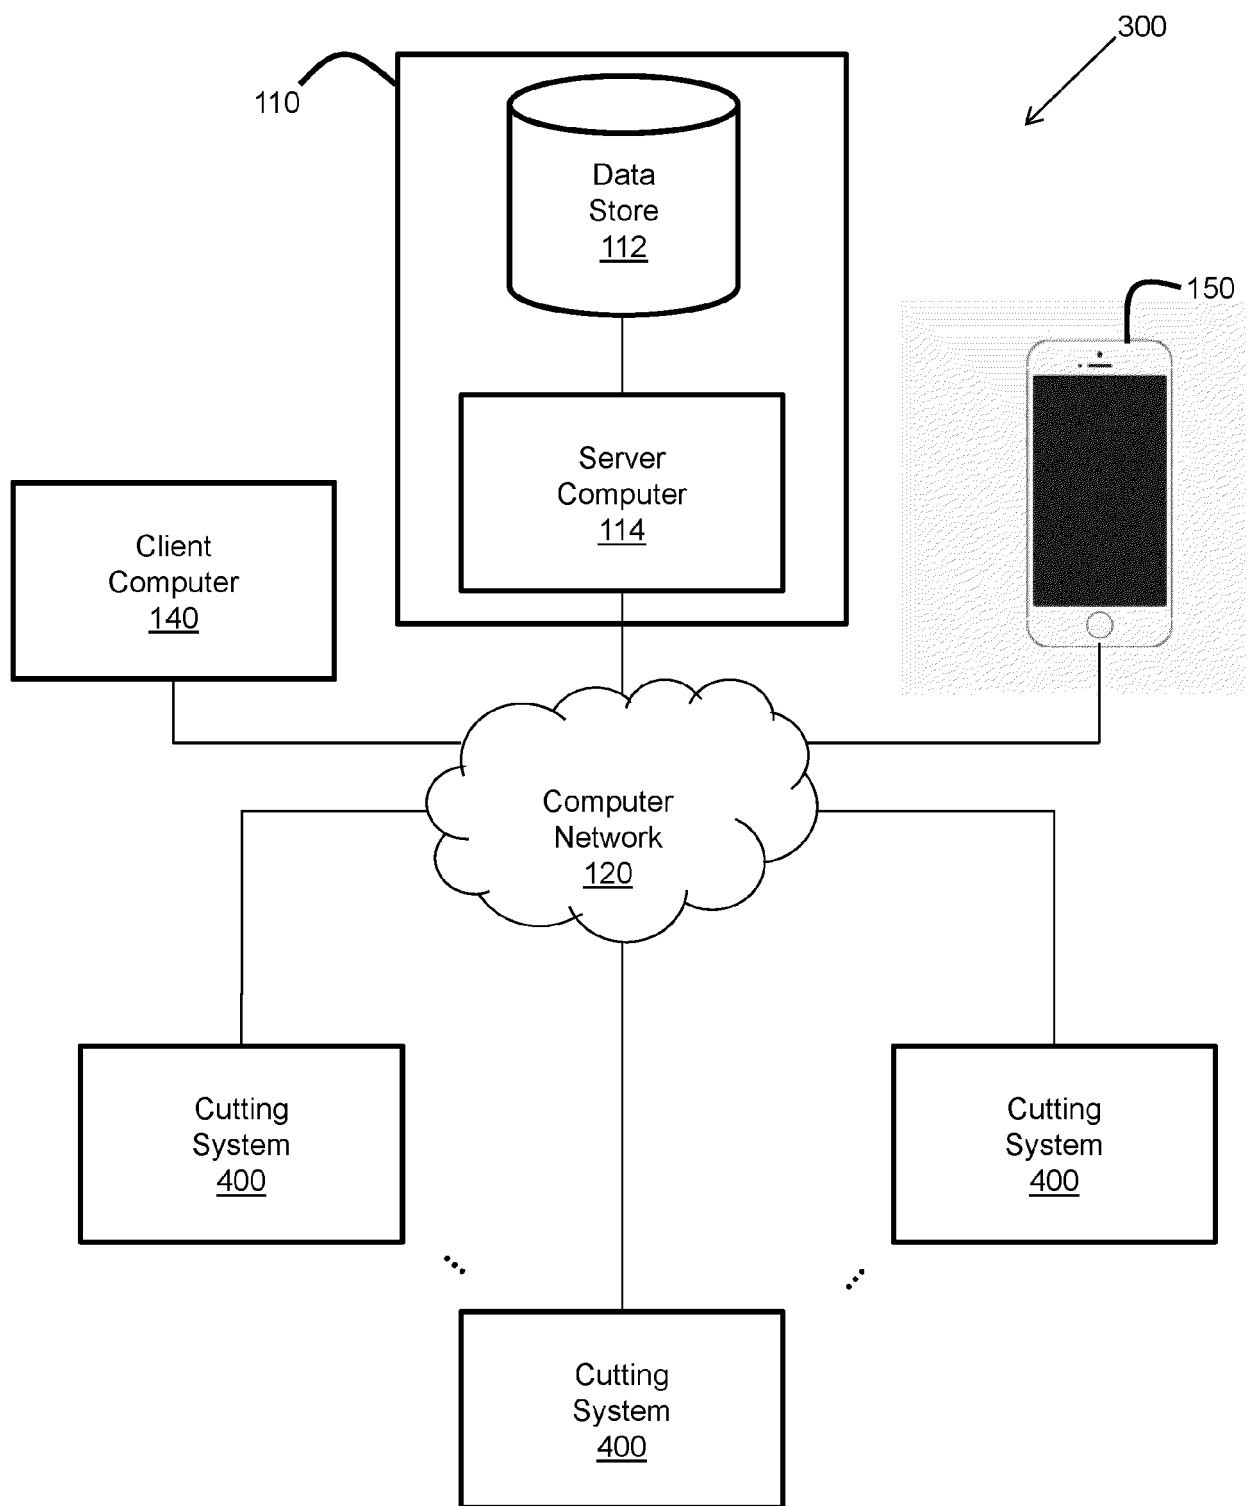 300
110
Data
Store
112
150
Server
Computer
114
Client
Computer
140
Computer
Network
120
Cutting
System
400
Cutting
System
400
Cutting
System
400